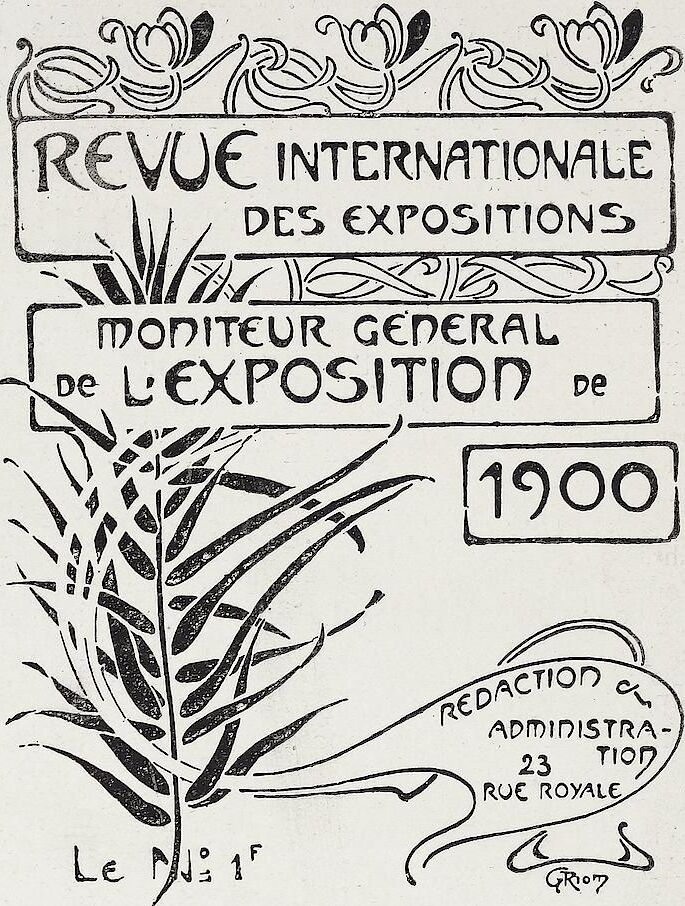 REVUE INTERNATIONALE
DES EXPOSITIONS
MONITEUR GENERAL
DE L'EXPOSITION DE
1900
REDACTION &
ADMINISTRA-
TION
23
RUE ROYALE
LE No 1F
G Riom